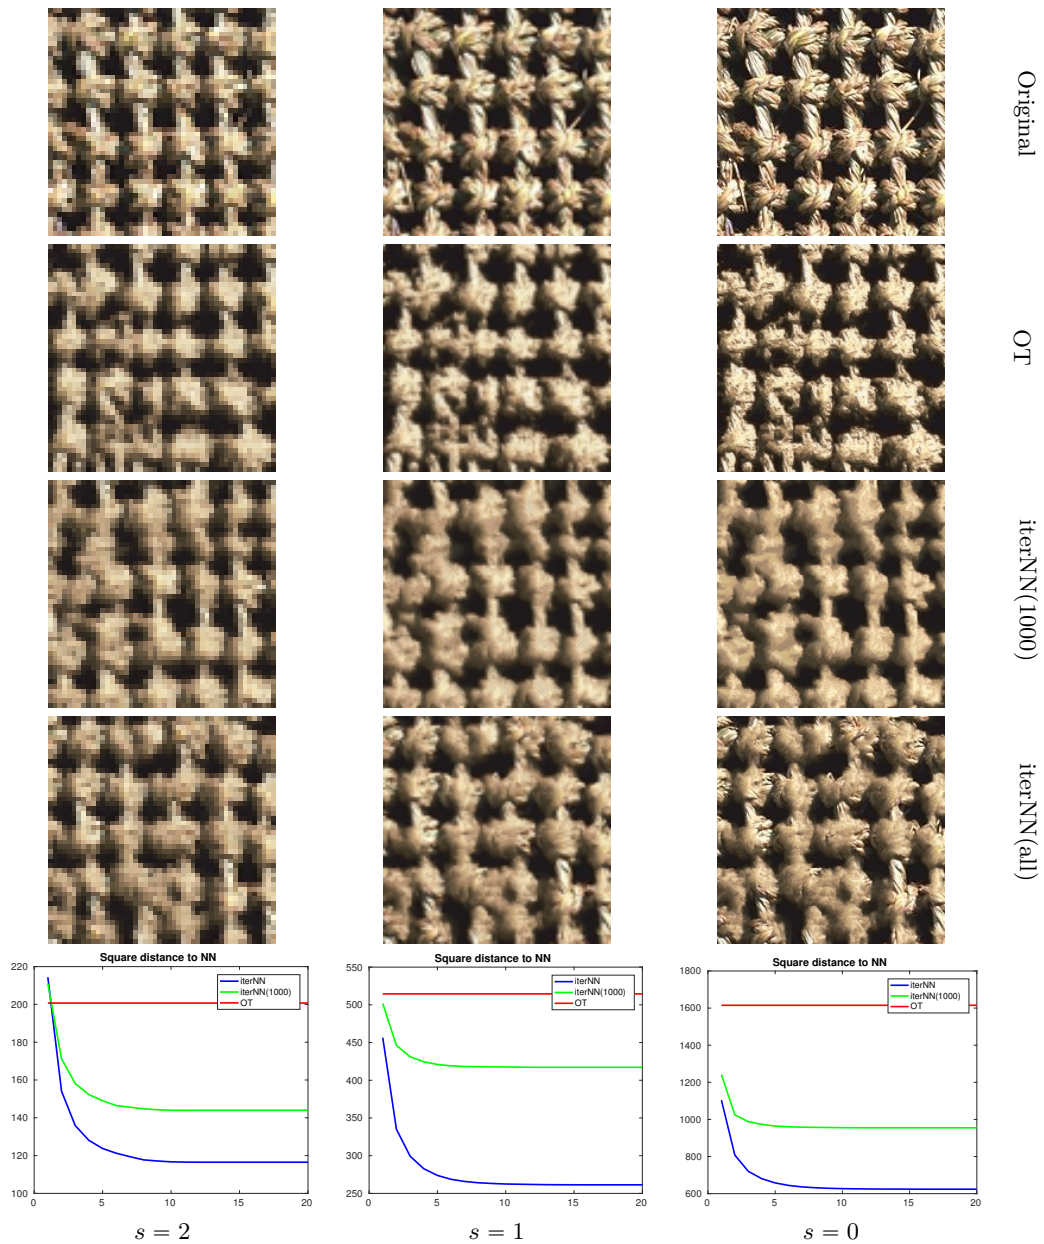 Original
OT
iterNN(1000)
iterNN(all)
Square distance to NN
220
200
180
160
140
120
100
0
5
10
15
20
iterNN
iterNN(1000)
OT
s = 2
Square distance to NN
550
500
450
400
350
300
250
0
5
10
15
20
iterNN
iterNN(1000)
OT
s = 1
Square distance to NN
1800
1600
1400
1200
1000
800
600
0
5
10
15
20
iterNN
iterNN(1000)
OT
s = 0